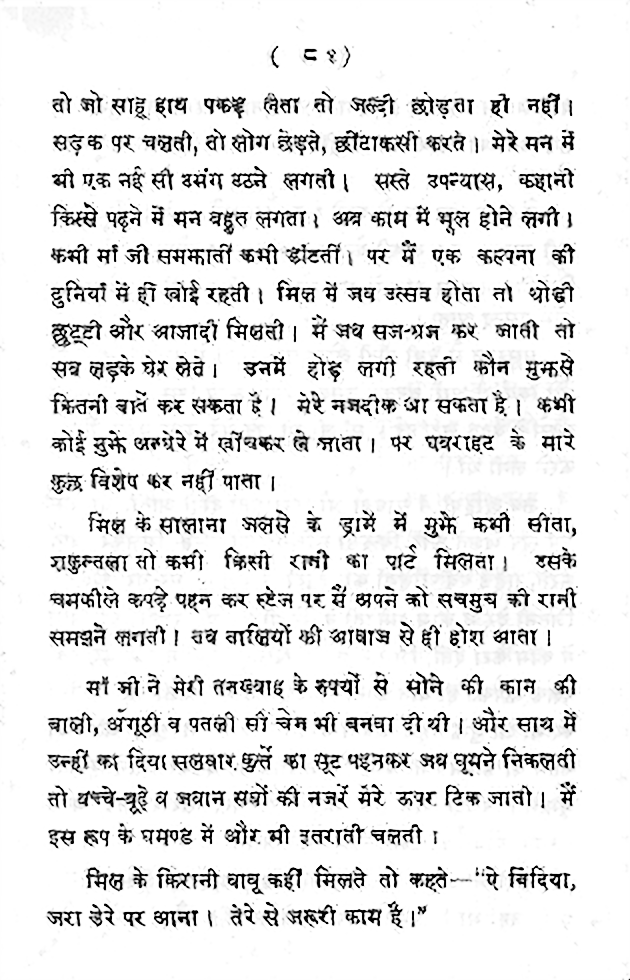 ( ८१ )
तो जो साहू हाथ पकड़ लेता तो जल्दी छोड़ता ही नहीं।
सड़क पर चलती, तो लोग छेड़ते, छींटाकसी करते। मेरे मन में
भी एक नई सी उमंग उठने लगती। सस्ते उपन्यास, कहानी
किस्से पढ़ने में मन बहुत लगता। अब काम में भूल होने लगी।
कभी मां जी समझातीं कभी डांटतीं। पर मैं एक कल्पना की
दुनियाँ में ही खोई रहती। मिल में जब उत्सव होता तो थोड़ी
छुट्टी और आजादी मिलती। मैं जब सज-धज कर जाती तो
सब लड़के घेर लेते। उनमें होड़ लगी रहती कौन मुझसे
कितनी बातें कर सकता है। मेरे नजदीक आ सकता है। कभी
कोई मुझे अन्धेरे में खींचकर ले जाता। पर घबराहट के मारे
कुछ विशेष कर नहीं पाता।
मिल के सालाना जलसे के ड्रामे में मुझे कभी सीता,
शकुन्तला तो कभी किसी रानी का पार्ट मिलता। उसके
चमकीले कपड़े पहन कर स्टेज पर मैं अपने को सचमुच की रानी
समझने लगती। तब तालियों की आवाज से ही होश आता।
माँ जी ने मेरी तनख्वाह के रुपयों से सोने की कान की
बाली, अँगूठी व पतली सी चेन भी बनवा दी थी। और साथ में
उन्हीं का दिया सलवार कुर्ते का सूट पहनकर जब घूमने निकलती
तो बच्चे-बूढ़े व जवान सबों की नजरें मेरे ऊपर टिक जाती। मैं
इस रूप के घमण्ड में और भी इतराती चलती।
मिल के किरानी बाबू कहीं मिलते तो कहते—"ऐ बिंदिया,
जरा डेरे पर आना। तेरे से जरूरी काम है।"